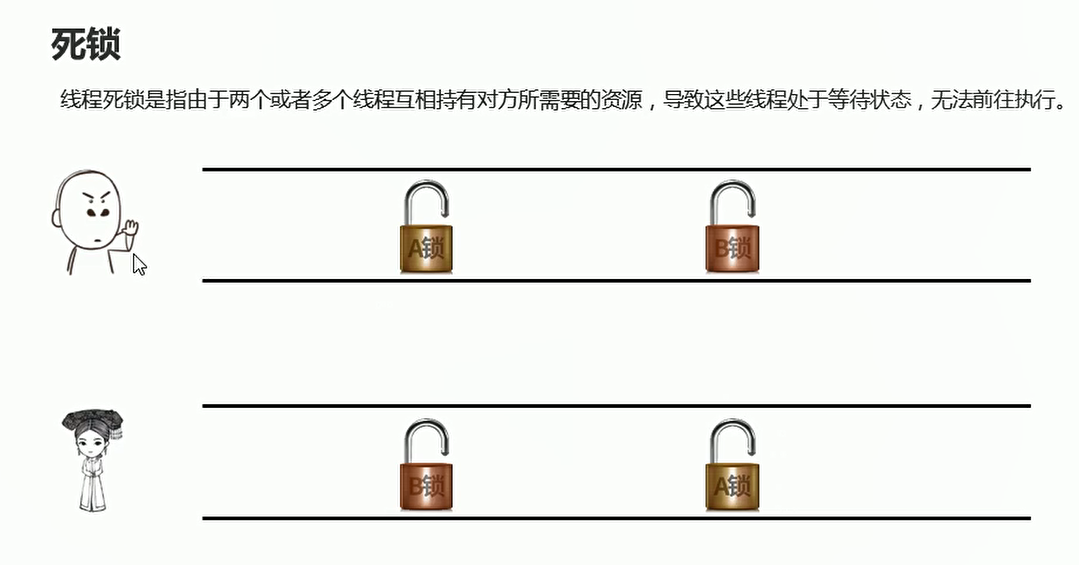 死锁
线程死锁是指由于两个或者多个线程互相持有对方所需要的资源，导致这些线程处于等待状态，无法前往执行。
A锁
B锁
B锁
A锁